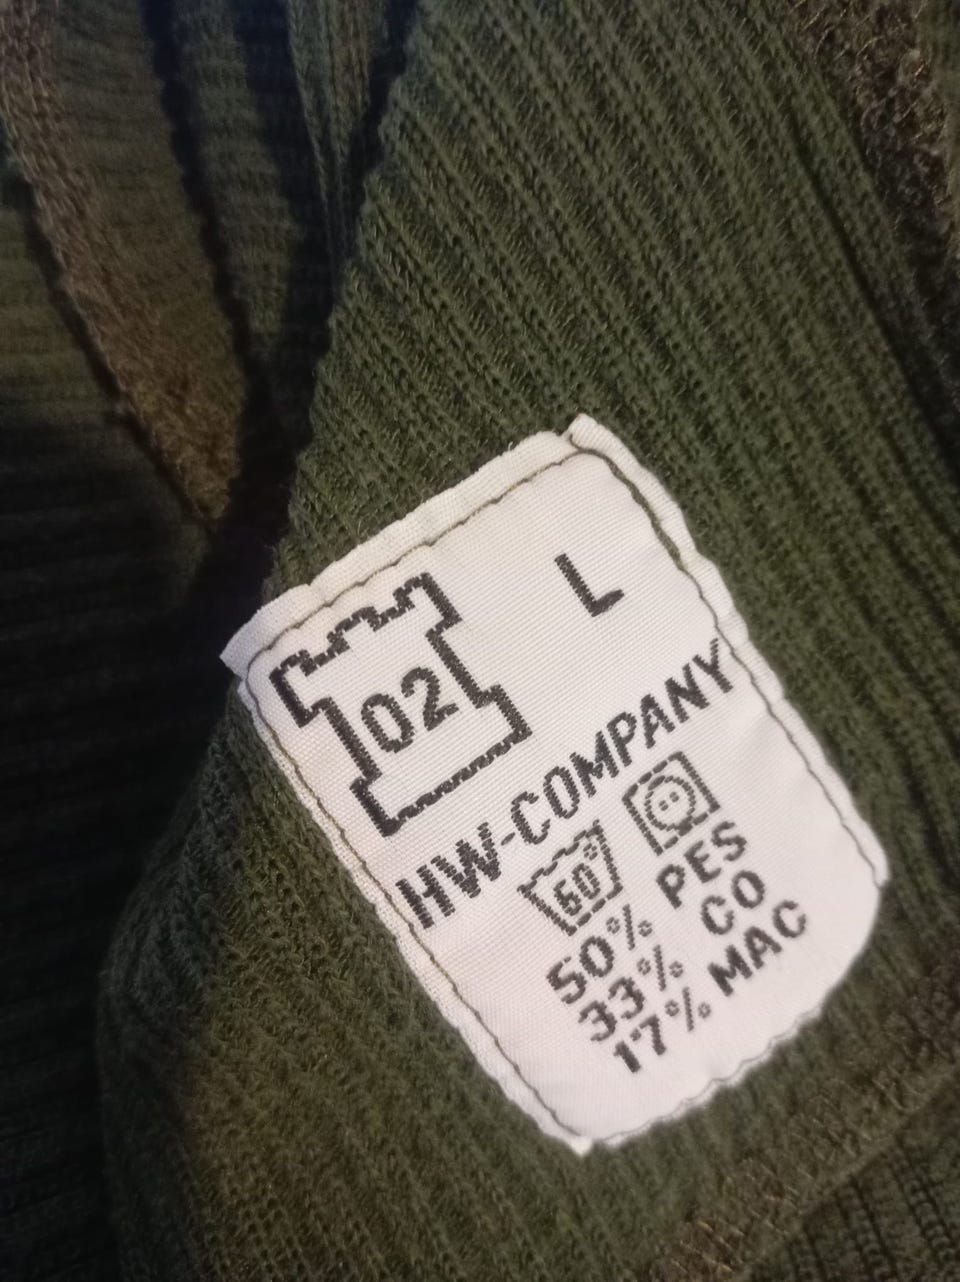 02 L
HW-COMPANY
60°
50% PES
33% CO
17% MAC